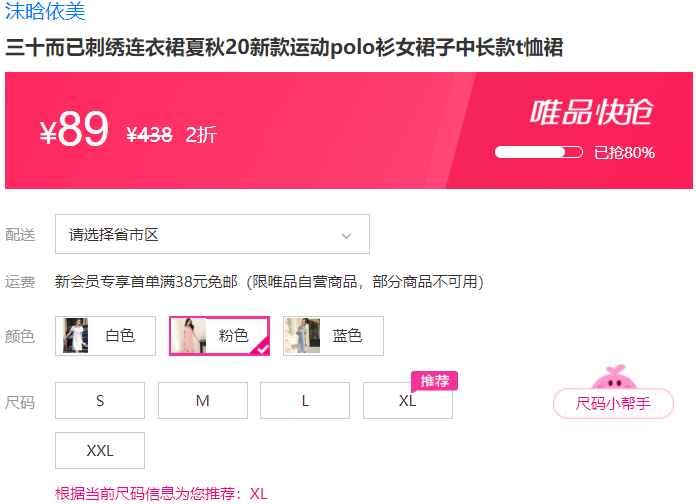 沫晗依美
三十而已刺绣连衣裙夏秋20新款运动polo衫女裙子中长款t恤裙
¥89 ¥438 2折
唯品快抢
已抢80%
配送 请选择省市区
运费 新会员专享首单满38元免邮（限唯品自营商品，部分商品不可用）
颜色 白色 粉色 蓝色
推荐
尺码 S M L XL 尺码小帮手
XXL
根据当前尺码信息为您推荐：XL